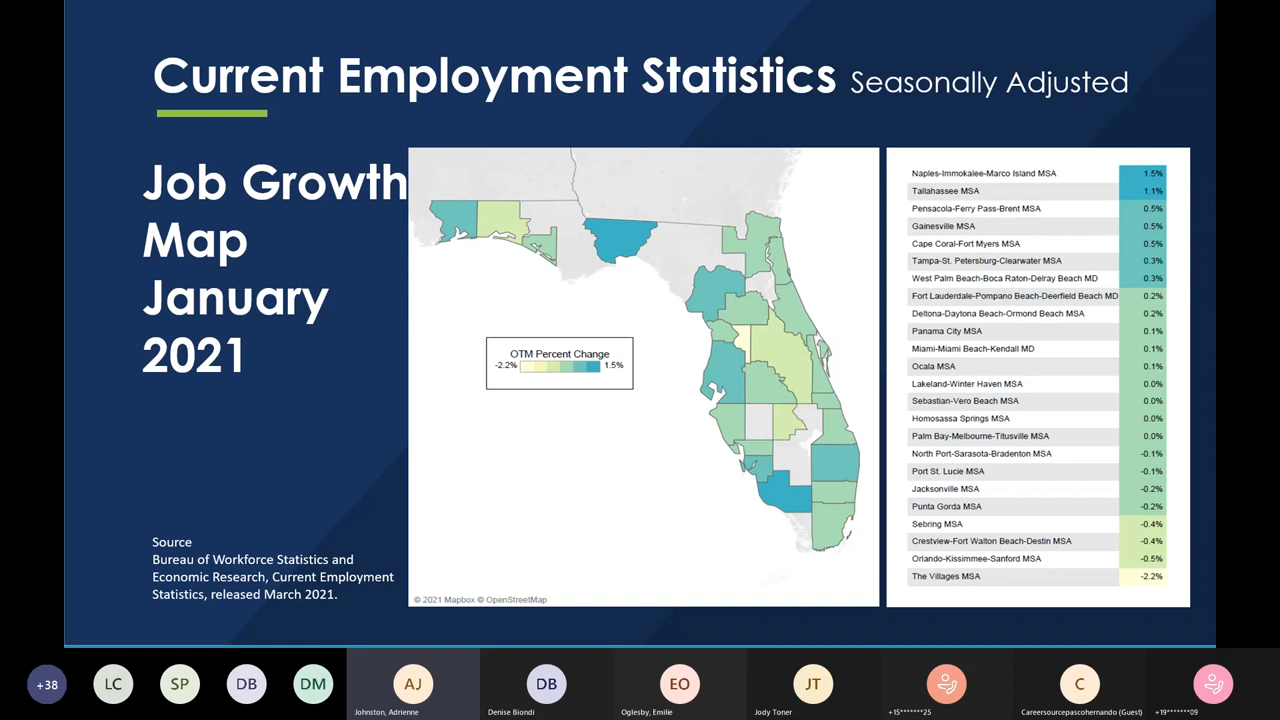 Current Employment Statistics Seasonally Adjusted
Job Growth
Map
January
2021
OTM Percent Change
-2.2% 1.5%
© 2021 Mapbox © OpenStreetMap
Naples-Immokalee-Marco Island MSA 1.5%
Tallahassee MSA 1.1%
Pensacola-Ferry Pass-Brent MSA 0.5%
Gainesville MSA 0.5%
Cape Coral-Fort Myers MSA 0.5%
Tampa-St. Petersburg-Clearwater MSA 0.3%
West Palm Beach-Boca Raton-Delray Beach MD 0.3%
Fort Lauderdale-Pompano Beach-Deerfield Beach MD 0.2%
Deltona-Daytona Beach-Ormond Beach MSA 0.2%
Panama City MSA 0.1%
Miami-Miami Beach-Kendall MD 0.1%
Ocala MSA 0.1%
Lakeland-Winter Haven MSA 0.0%
Sebastian-Vero Beach MSA 0.0%
Homosassa Springs MSA 0.0%
Palm Bay-Melbourne-Titusville MSA 0.0%
North Port-Sarasota-Bradenton MSA -0.1%
Port St. Lucie MSA -0.1%
Jacksonville MSA -0.2%
Punta Gorda MSA -0.2%
Sebring MSA -0.4%
Crestview-Fort Walton Beach-Destin MSA -0.4%
Orlando-Kissimmee-Sanford MSA -0.5%
The Villages MSA -2.2%
Source
Bureau of Workforce Statistics and
Economic Research, Current Employment
Statistics, released March 2021.
+38 LC SP DB DM AJ DB EO JT C
Johnston, Adrienne Denise Biondi Oglesby, Emilie Jody Toner +15*******25 Careersourcepascohernando (Guest) +19*******09